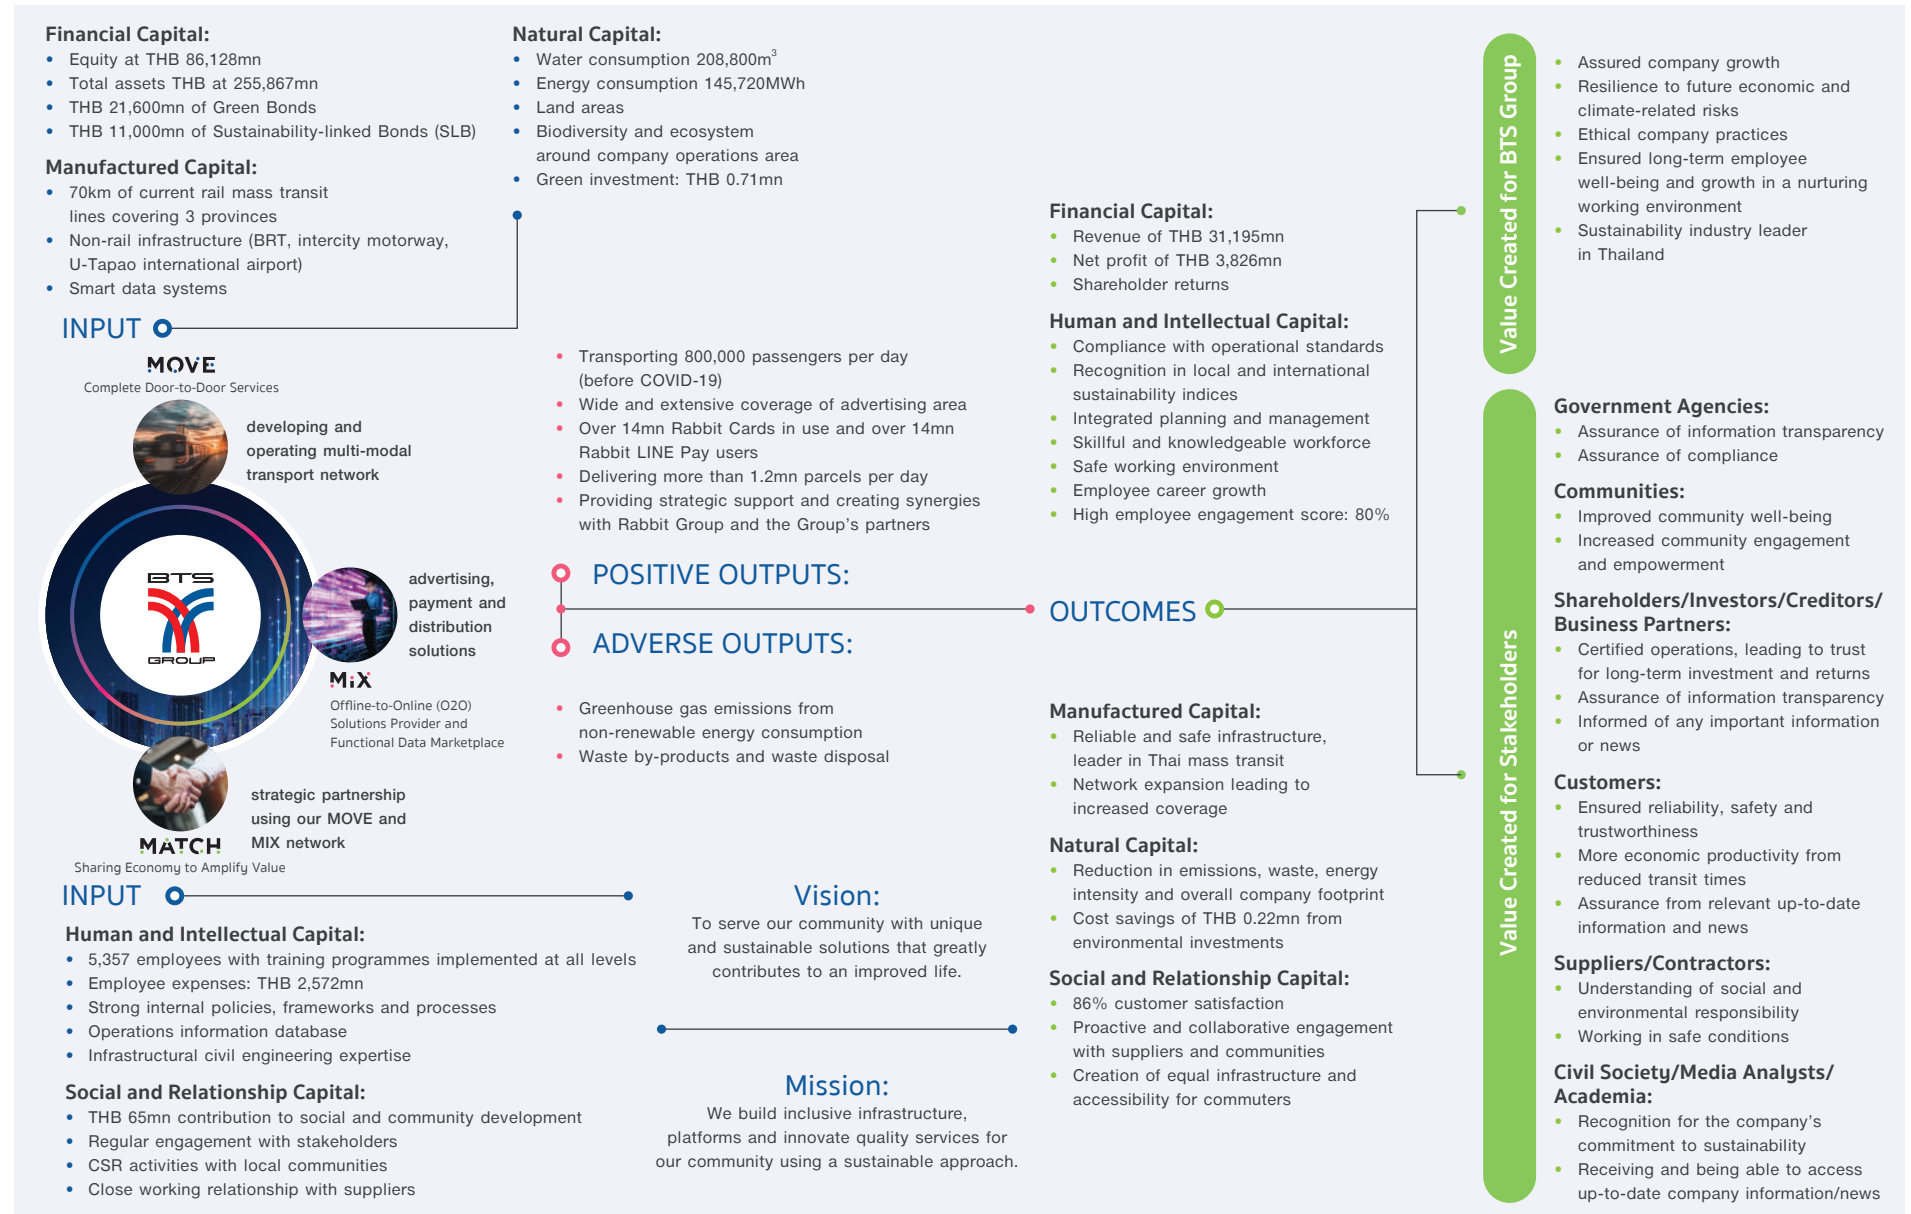 Financial Capital:
• Equity at THB 86,128mn
• Total assets THB at 255,867mn
• THB 21,600mn of Green Bonds
• THB 11,000mn of Sustainability-linked Bonds (SLB)
Manufactured Capital:
• 70km of current rail mass transit
lines covering 3 provinces
• Non-rail infrastructure (BRT, intercity motorway,
U-Tapao international airport)
• Smart data systems
Natural Capital:
• Water consumption 208,800m³
• Energy consumption 145,720MWh
• Land areas
• Biodiversity and ecosystem
around company operations area
• Green investment: THB 0.71mn
INPUT
MOVE
Complete Door-to-Door Services
developing and
operating multi-modal
transport network
BTS
GROUP
advertising,
payment and
distribution
solutions
MiX
Offline-to-Online (O2O)
Solutions Provider and
Functional Data Marketplace
strategic partnership
using our MOVE and
MIX network
MATCH
Sharing Economy to Amplify Value
INPUT
Human and Intellectual Capital:
• 5,357 employees with training programmes implemented at all levels
• Employee expenses: THB 2,572mn
• Strong internal policies, frameworks and processes
• Operations information database
• Infrastructural civil engineering expertise
Social and Relationship Capital:
• THB 65mn contribution to social and community development
• Regular engagement with stakeholders
• CSR activities with local communities
• Close working relationship with suppliers
• Transporting 800,000 passengers per day
(before COVID-19)
• Wide and extensive coverage of advertising area
• Over 14mn Rabbit Cards in use and over 14mn
Rabbit LINE Pay users
• Delivering more than 1.2mn parcels per day
• Providing strategic support and creating synergies
with Rabbit Group and the Group's partners
POSITIVE OUTPUTS:
ADVERSE OUTPUTS:
• Greenhouse gas emissions from
non-renewable energy consumption
• Waste by-products and waste disposal
Vision:
To serve our community with unique
and sustainable solutions that greatly
contributes to an improved life.
Mission:
We build inclusive infrastructure,
platforms and innovate quality services for
our community using a sustainable approach.
Financial Capital:
• Revenue of THB 31,195mn
• Net profit of THB 3,826mn
• Shareholder returns
Human and Intellectual Capital:
• Compliance with operational standards
• Recognition in local and international
sustainability indices
• Integrated planning and management
• Skillful and knowledgeable workforce
• Safe working environment
• Employee career growth
• High employee engagement score: 80%
OUTCOMES
Manufactured Capital:
• Reliable and safe infrastructure,
leader in Thai mass transit
• Network expansion leading to
increased coverage
Natural Capital:
• Reduction in emissions, waste, energy
intensity and overall company footprint
• Cost savings of THB 0.22mn from
environmental investments
Social and Relationship Capital:
• 86% customer satisfaction
• Proactive and collaborative engagement
with suppliers and communities
• Creation of equal infrastructure and
accessibility for commuters
Value Created for BTS Group
• Assured company growth
• Resilience to future economic and
climate-related risks
• Ethical company practices
• Ensured long-term employee
well-being and growth in a nurturing
working environment
• Sustainability industry leader
in Thailand
Value Created for Stakeholders
Government Agencies:
• Assurance of information transparency
• Assurance of compliance
Communities:
• Improved community well-being
• Increased community engagement
and empowerment
Shareholders/Investors/Creditors/
Business Partners:
• Certified operations, leading to trust
for long-term investment and returns
• Assurance of information transparency
• Informed of any important information
or news
Customers:
• Ensured reliability, safety and
trustworthiness
• More economic productivity from
reduced transit times
• Assurance from relevant up-to-date
information and news
Suppliers/Contractors:
• Understanding of social and
environmental responsibility
• Working in safe conditions
Civil Society/Media Analysts/
Academia:
• Recognition for the company's
commitment to sustainability
• Receiving and being able to access
up-to-date company information/news